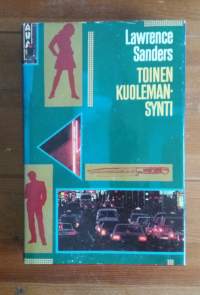 Lawrence
Sanders
TOINEN
KUOLEMAN-
SYNTI